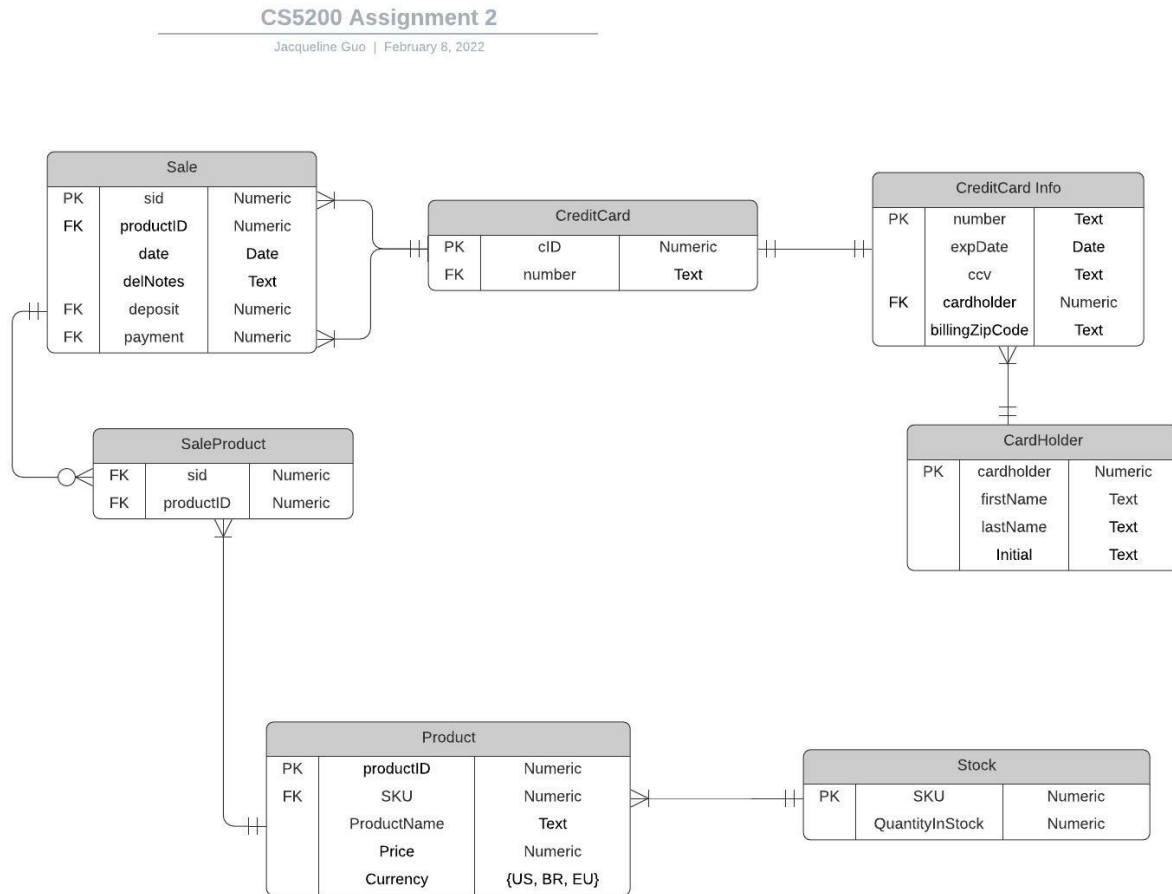 CS5200 Assignment 2
Jacqueline Guo | February 8, 2022
Sale
PK sid Numeric
FK productID Numeric
date Date
delNotes Text
FK deposit Numeric
FK payment Numeric
CreditCard
PK cID Numeric
FK number Text
CreditCard Info
PK number Text
expDate Date
ccv Text
FK cardholder Numeric
billingZipCode Text
SaleProduct
FK sid Numeric
FK productID Numeric
CardHolder
PK cardholder Numeric
firstName Text
lastName Text
Initial Text
Product
PK productID Numeric
FK SKU Numeric
ProductName Text
Price Numeric
Currency {US, BR, EU}
Stock
PK SKU Numeric
QuantityInStock Numeric